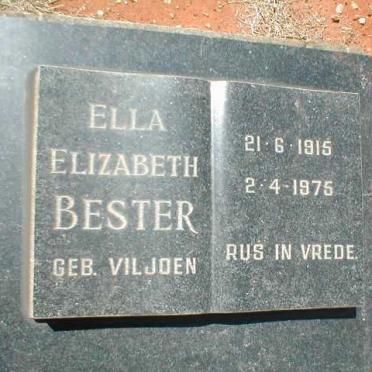 ELLA
ELIZABETH
BESTER
GEB. VILJOEN
21·6·1915
2·4-1975
RUS IN VREDE.